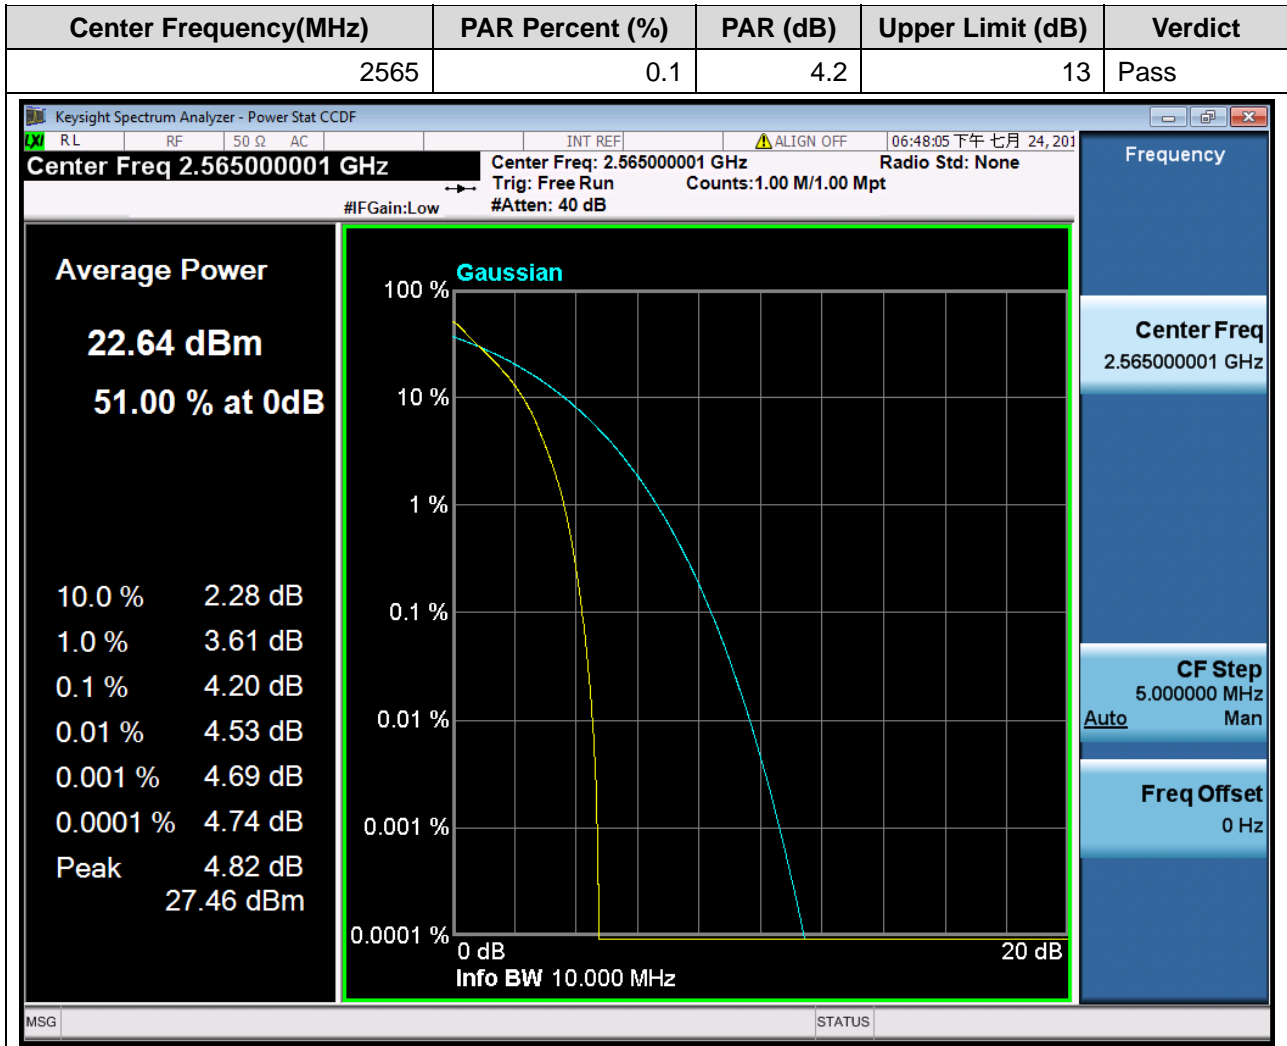 Center Frequency(MHz) PAR Percent (%) PAR (dB) Upper Limit (dB) Verdict
2565 0.1 4.2 13 Pass
Keysight Spectrum Analyzer - Power Stat CCDF
LXI RL RF 50 Ω AC INT REF ALIGN OFF 06:48:05 下午 七月 24, 201
Center Freq 2.565000001 GHz
Center Freq: 2.565000001 GHz Radio Std: None
Trig: Free Run Counts:1.00 M/1.00 Mpt
#IFGain:Low #Atten: 40 dB
Average Power
22.64 dBm
51.00 % at 0dB
10.0 % 2.28 dB
1.0 % 3.61 dB
0.1 % 4.20 dB
0.01 % 4.53 dB
0.001 % 4.69 dB
0.0001 % 4.74 dB
Peak 4.82 dB
27.46 dBm
Gaussian
100 %
10 %
1 %
0.1 %
0.01 %
0.001 %
0.0001 %
0 dB 20 dB
Info BW 10.000 MHz
Frequency
Center Freq
2.565000001 GHz
CF Step
5.000000 MHz
Auto Man
Freq Offset
0 Hz
MSG STATUS